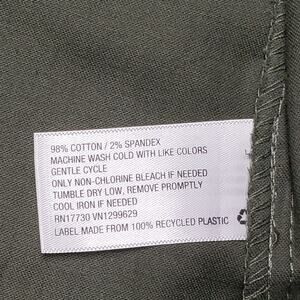 98% COTTON / 2% SPANDEX
MACHINE WASH COLD WITH LIKE COLORS
GENTLE CYCLE
ONLY NON-CHLORINE BLEACH IF NEEDED
TUMBLE DRY LOW, REMOVE PROMPTLY
COOL IRON IF NEEDED
RN17730 VN1299629
LABEL MADE FROM 100% RECYCLED PLASTIC